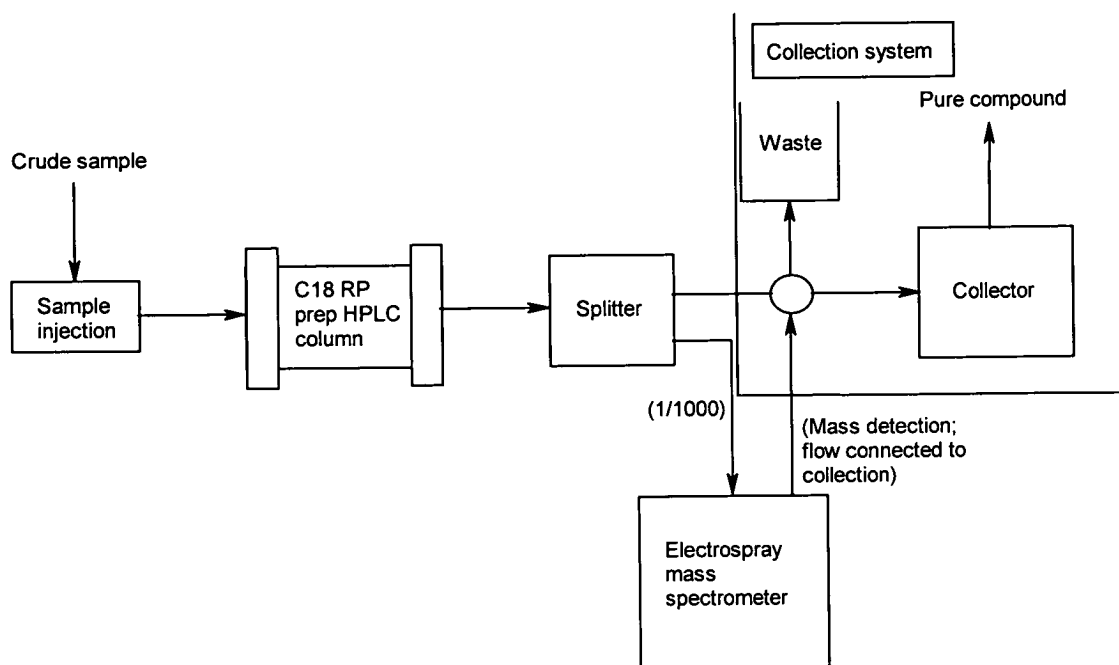 Collection system
Pure compound
Waste
Crude sample
Sample
injection
C18 RP
prep HPLC
column
Splitter
Collector
(1/1000)
(Mass detection;
flow connected to
collection)
Electrospray
mass
spectrometer